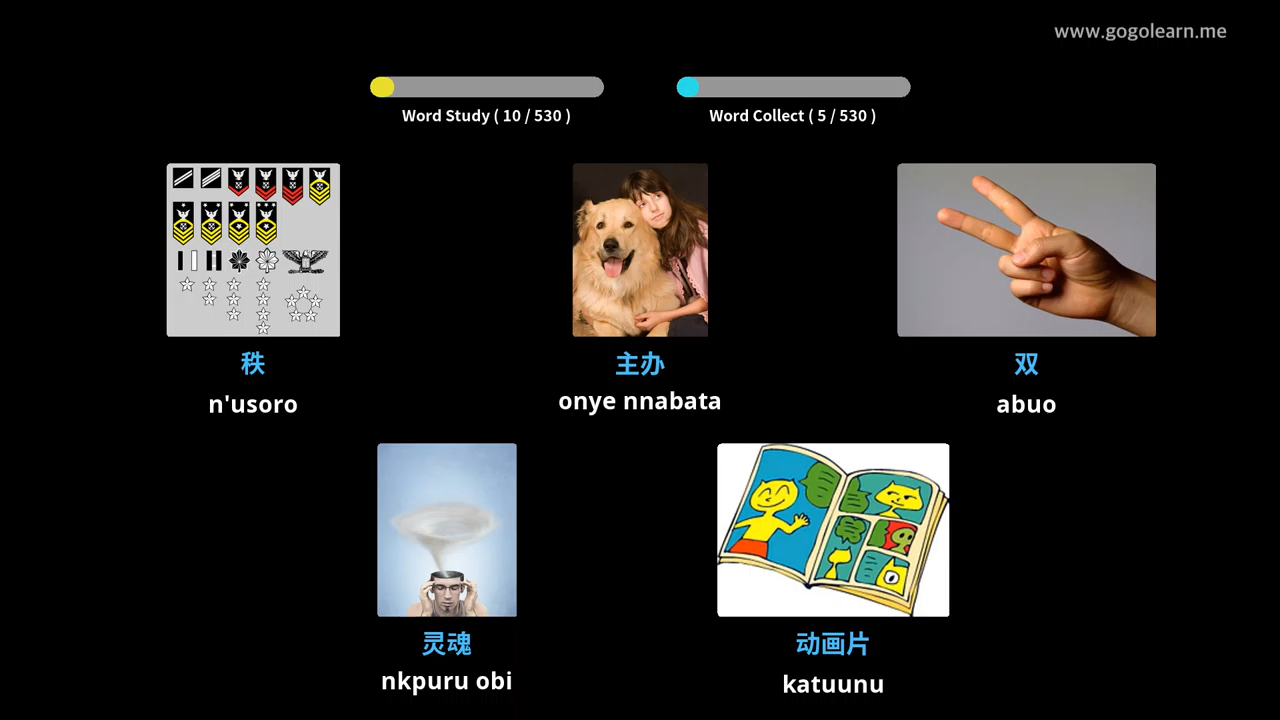 www.gogolearn.me
Word Study ( 10 / 530 )
Word Collect ( 5 / 530 )
秩
n'usoro
主办
onye nnabata
双
abuo
灵魂
nkpuru obi
动画片
katuunu